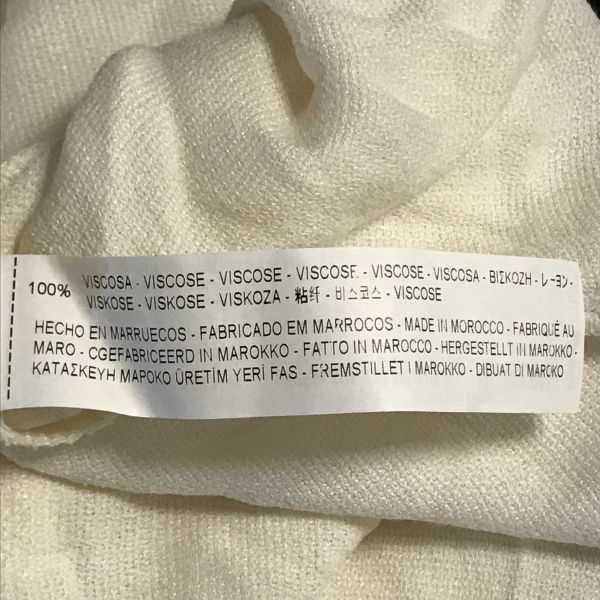 100% VISCOSA - VISCOSE - VISCOSE - VISCOSE - VISCOSE - VISCOSA - ΒΙΣΚΟΖΗ - レーヨン -
VISKOSE - VISKOSE - VISKOZA - 粘纤 - 비스코스 - VISCOSE
HECHO EN MARRUECOS - FABRICADO EM MARROCOS - MADE IN MOROCCO - FABRIQUÉ AU
MARO - CGEFABRICEERD IN MAROKKO - FATTO IN MAROCCO - HERGESTELLT IN MAROKKO -
ΚΑΤΑΣΚΕΥΗ ΜΑΡΟΚΟ ÜRETİM YERİ FAS - FREMSTILLET I MAROKKO - DIBUAT DI MAROKO